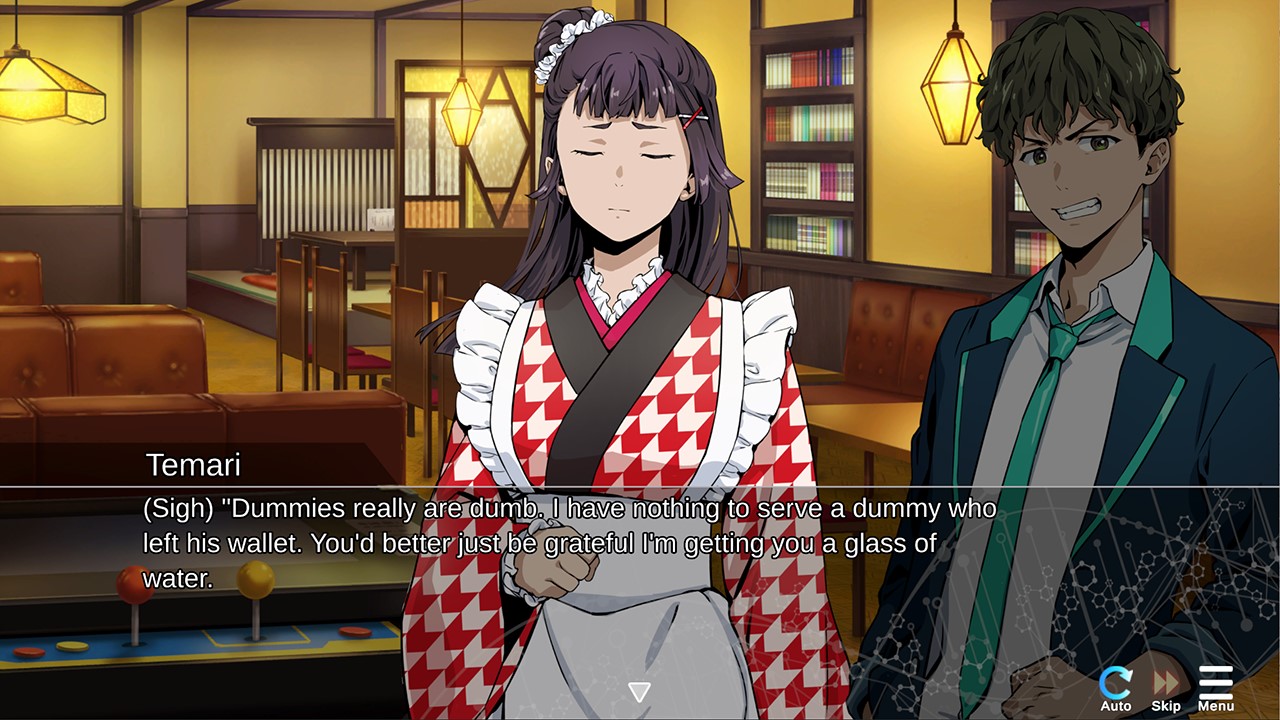 Temari
(Sigh) "Dummies really are dumb. I have nothing to serve a dummy who
left his wallet. You'd better just be grateful I'm getting you a glass of
water.
Auto Skip Menu